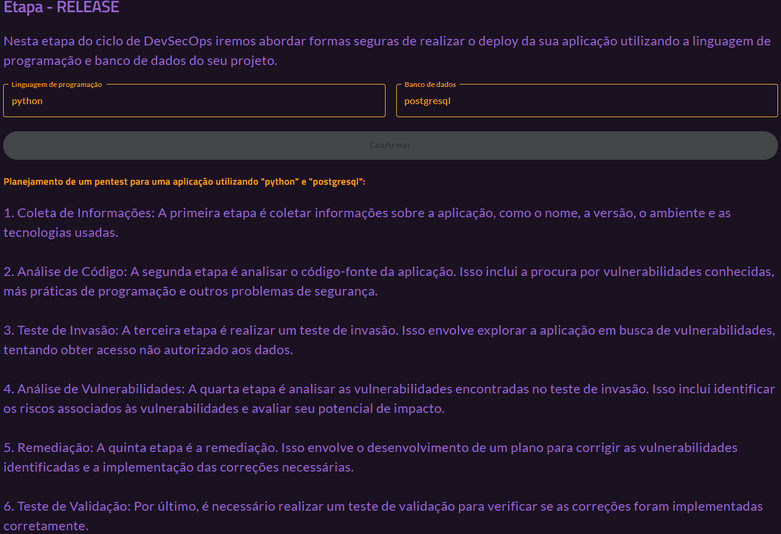 Etapa - RELEASE
Nesta etapa do ciclo de DevSecOps iremos abordar formas seguras de realizar o deploy da sua aplicação utilizando a linguagem de
programação e banco de dados do seu projeto.
Linguagem de programação
python
Banco de dados
postgresql
Confirmar
Planejamento de um pentest para uma aplicação utilizando "python" e "postgresql":
1. Coleta de Informações: A primeira etapa é coletar informações sobre a aplicação, como o nome, a versão, o ambiente e as
tecnologias usadas.
2. Análise de Código: A segunda etapa é analisar o código-fonte da aplicação. Isso inclui a procura por vulnerabilidades conhecidas,
más práticas de programação e outros problemas de segurança.
3. Teste de Invasão: A terceira etapa é realizar um teste de invasão. Isso envolve explorar a aplicação em busca de vulnerabilidades,
tentando obter acesso não autorizado aos dados.
4. Análise de Vulnerabilidades: A quarta etapa é analisar as vulnerabilidades encontradas no teste de invasão. Isso inclui identificar
os riscos associados às vulnerabilidades e avaliar seu potencial de impacto.
5. Remediação: A quinta etapa é a remediação. Isso envolve o desenvolvimento de um plano para corrigir as vulnerabilidades
identificadas e a implementação das correções necessárias.
6. Teste de Validação: Por último, é necessário realizar um teste de validação para verificar se as correções foram implementadas
corretamente.